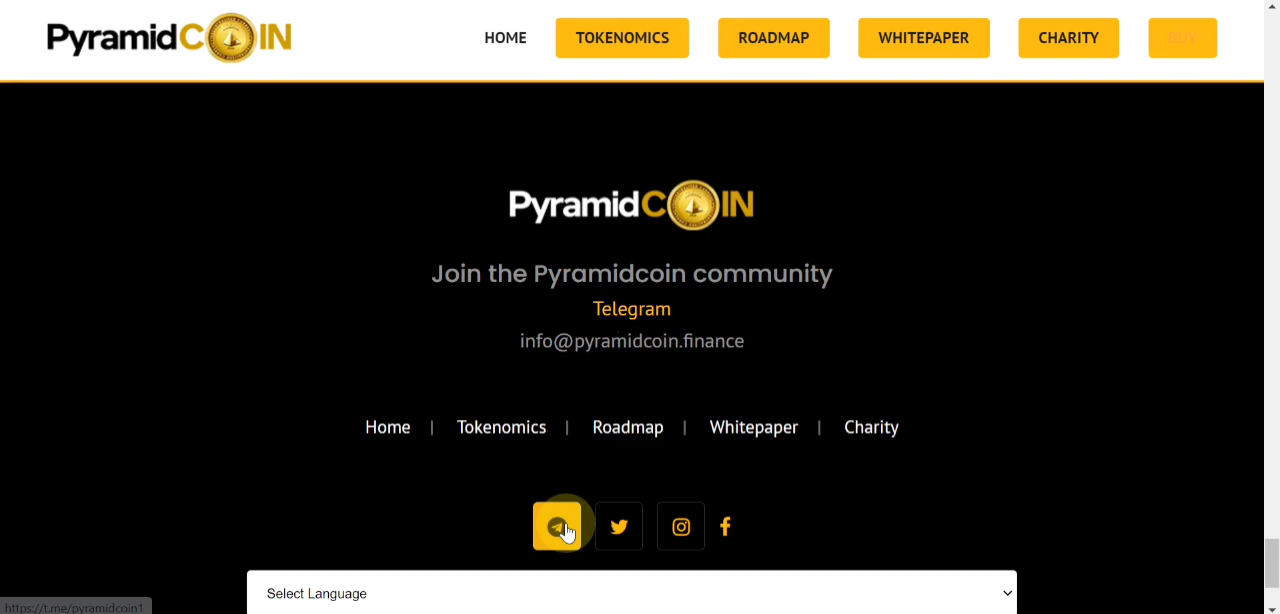 PyramidCOIN
HOME
TOKENOMICS
ROADMAP
WHITEPAPER
CHARITY
BUY
PyramidCOIN
Join the Pyramidcoin community
Telegram
info@pyramidcoin.finance
Home | Tokenomics | Roadmap | Whitepaper | Charity
Select Language
https://t.me/pyramidcoin1